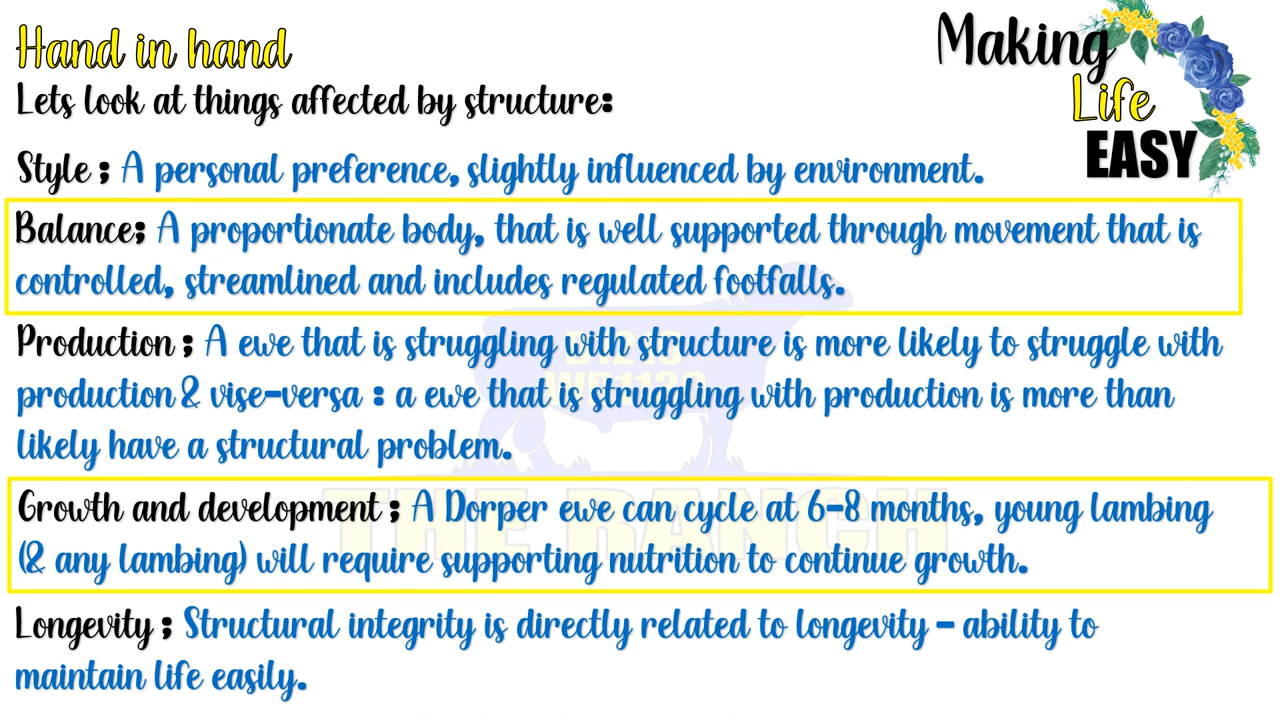 Hand in hand
Making
Life
EASY
Lets look at things affected by structure:
Style ; A personal preference, slightly influenced by environment.
Balance; A proportionate body, that is well supported through movement that is
controlled, streamlined and includes regulated footfalls.
Production ; A ewe that is struggling with structure is more likely to struggle with
production & vise-versa : a ewe that is struggling with production is more than
likely have a structural problem.
Growth and development ; A Dorper ewe can cycle at 6-8 months, young lambing
(& any lambing) will require supporting nutrition to continue growth.
Longevity ; Structural integrity is directly related to longevity - ability to
maintain life easily.
THE RANCH